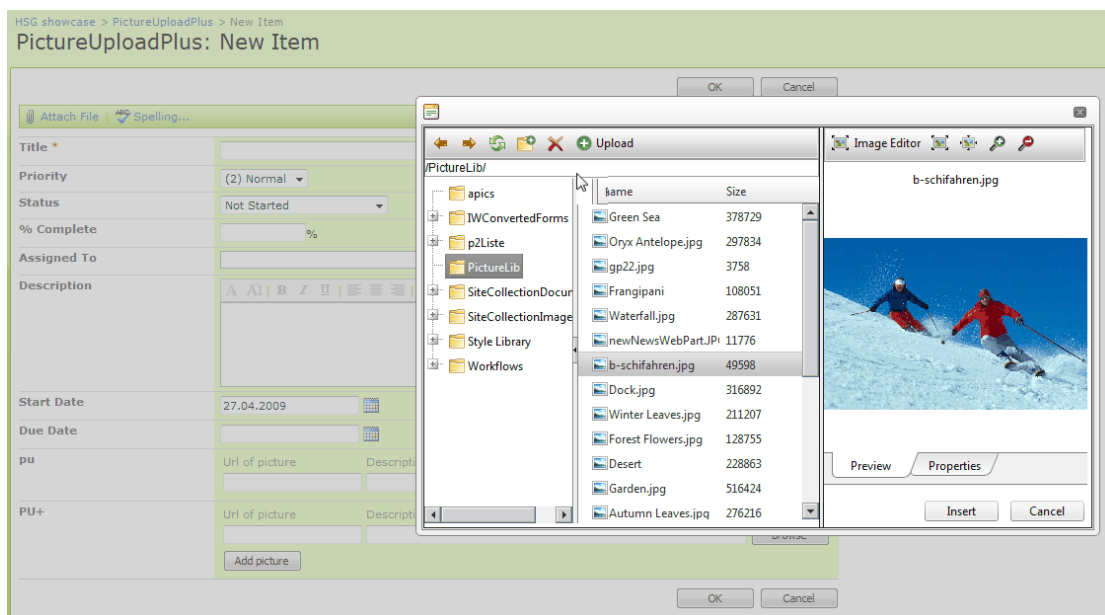 HSG showcase > PictureUploadPlus > New Item
PictureUploadPlus: New Item
OK Cancel
Attach File | Spelling...
Title *
Priority
(2) Normal
Status
Not Started
% Complete
%
Assigned To
Description
A A B I U
Start Date
27.04.2009
Due Date
pu
Url of picture
Descripti
PU+
Url of picture
Descripti
Browse
Add picture
OK Cancel
Upload
/PictureLib/
apics
IWConvertedForms
p2Liste
PictureLib
SiteCollectionDocur
SiteCollectionImage
Style Library
Workflows
Name Size
Green Sea 378729
Oryx Antelope.jpg 297834
gp22.jpg 3758
Frangipani 108051
Waterfall.jpg 287631
newNewsWebPart.JP 11776
b-schifahren.jpg 49598
Dock.jpg 316892
Winter Leaves.jpg 211207
Forest Flowers.jpg 128755
Desert 228863
Garden.jpg 516424
Autumn Leaves.jpg 276216
Image Editor
b-schifahren.jpg
Preview Properties
Insert Cancel